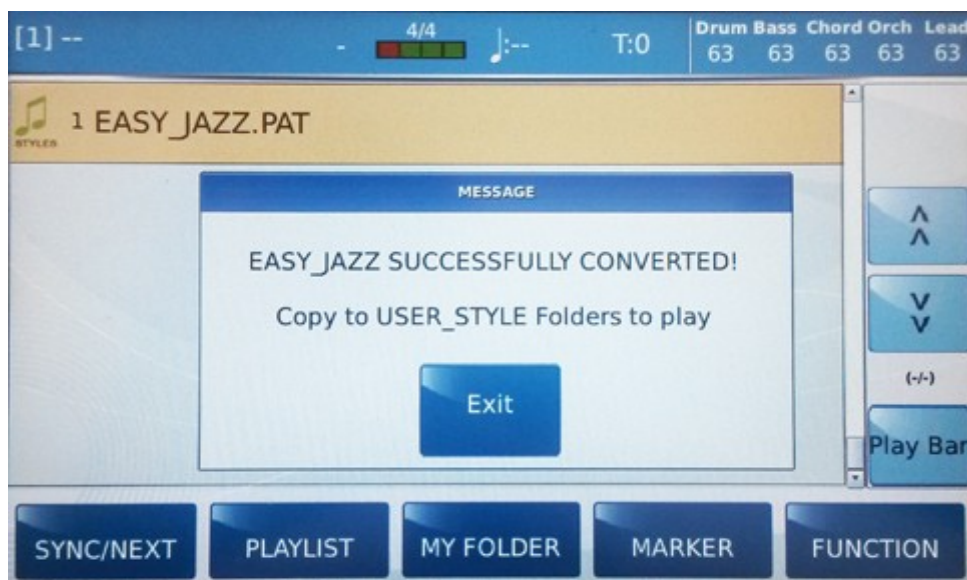 [1] -- - 4/4 ♩:-- T:0 Drum Bass Chord Orch Lead
63 63 63 63 63
STYLES 1 EASY_JAZZ.PAT
MESSAGE
EASY_JAZZ SUCCESSFULLY CONVERTED!
Copy to USER_STYLE Folders to play
Exit
(-/-)
Play Bar
SYNC/NEXT PLAYLIST MY FOLDER MARKER FUNCTION